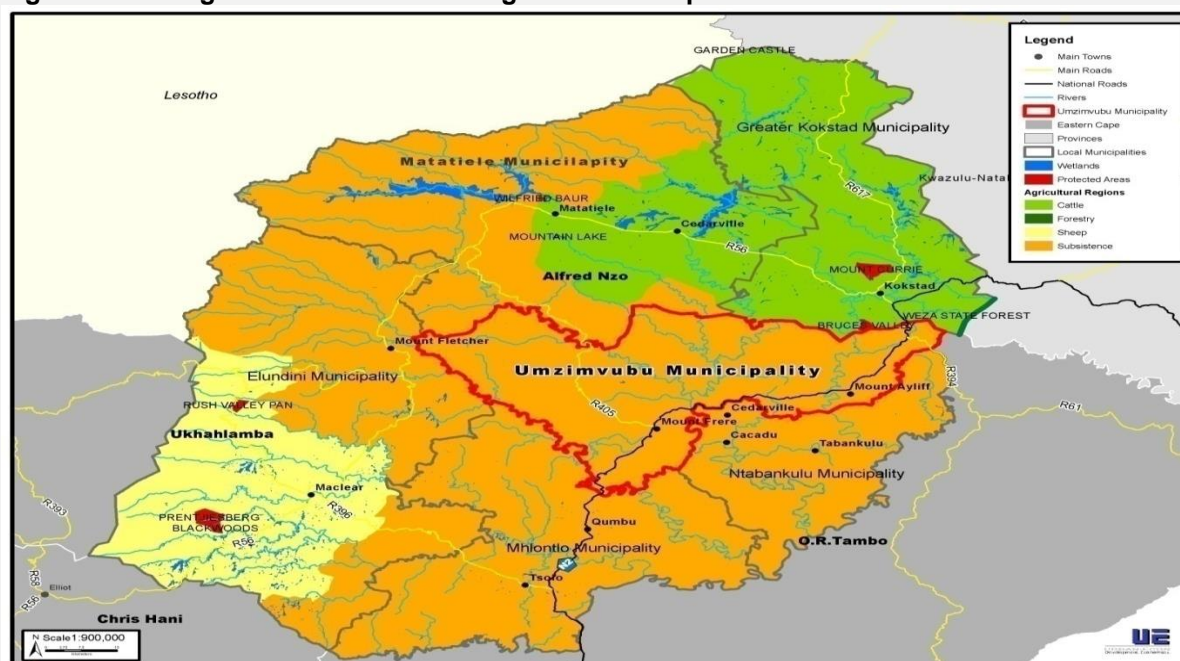 Lesotho
GARDEN CASTLE
Greater Kokstad Municipality
Matatiele Municilapity
R617
Kwazulu-Natal
WILFRIED BAUR
Matatiele
Cedarville
MOUNTAIN LAKE
R56
MOUNT CURRIE
Alfred Nzo
Kokstad
WEZA STATE FOREST
BRUCES VALLEY
Mount Fletcher
Umzimvubu Municipality
Elundini Municipality
R394
Mount Ayliff
RUSH VALLEY PAN
R405
Cedarville
R61
Mount Frere
Ukhahlamba
Cacadu
Tabankulu
Ntabankulu Municipality
Maclear
R393
R396
PRENTJIESBERG
BLACKWOODS
Qumbu
R56
O.R.Tambo
Mhlontlo Municipality
N2
Tsolo
R58
Elliot
R56
Chris Hani
N Scale1:900,000
Legend
Main Towns
Main Roads
National Roads
Rivers
Umzimvubu Municipality
Eastern Cape
Provinces
Local Municipalities
Wetlands
Protected Areas
Agricultural Regions
Cattle
Forestry
Sheep
Subsistence
UE